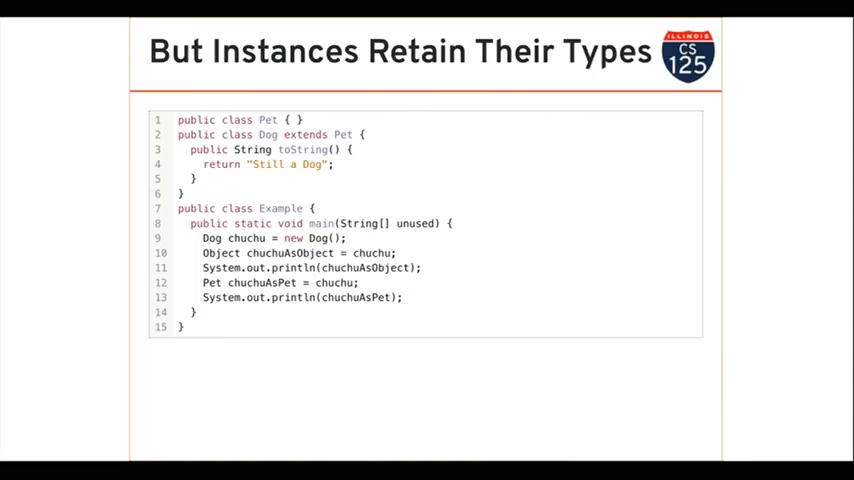 But Instances Retain Their Types
ILLINOIS
CS
125
1 public class Pet { }
2 public class Dog extends Pet {
3   public String toString() {
4     return "Still a Dog";
5   }
6 }
7 public class Example {
8   public static void main(String[] unused) {
9     Dog chuchu = new Dog();
10     Object chuchuAsObject = chuchu;
11     System.out.println(chuchuAsObject);
12     Pet chuchuAsPet = chuchu;
13     System.out.println(chuchuAsPet);
14   }
15 }